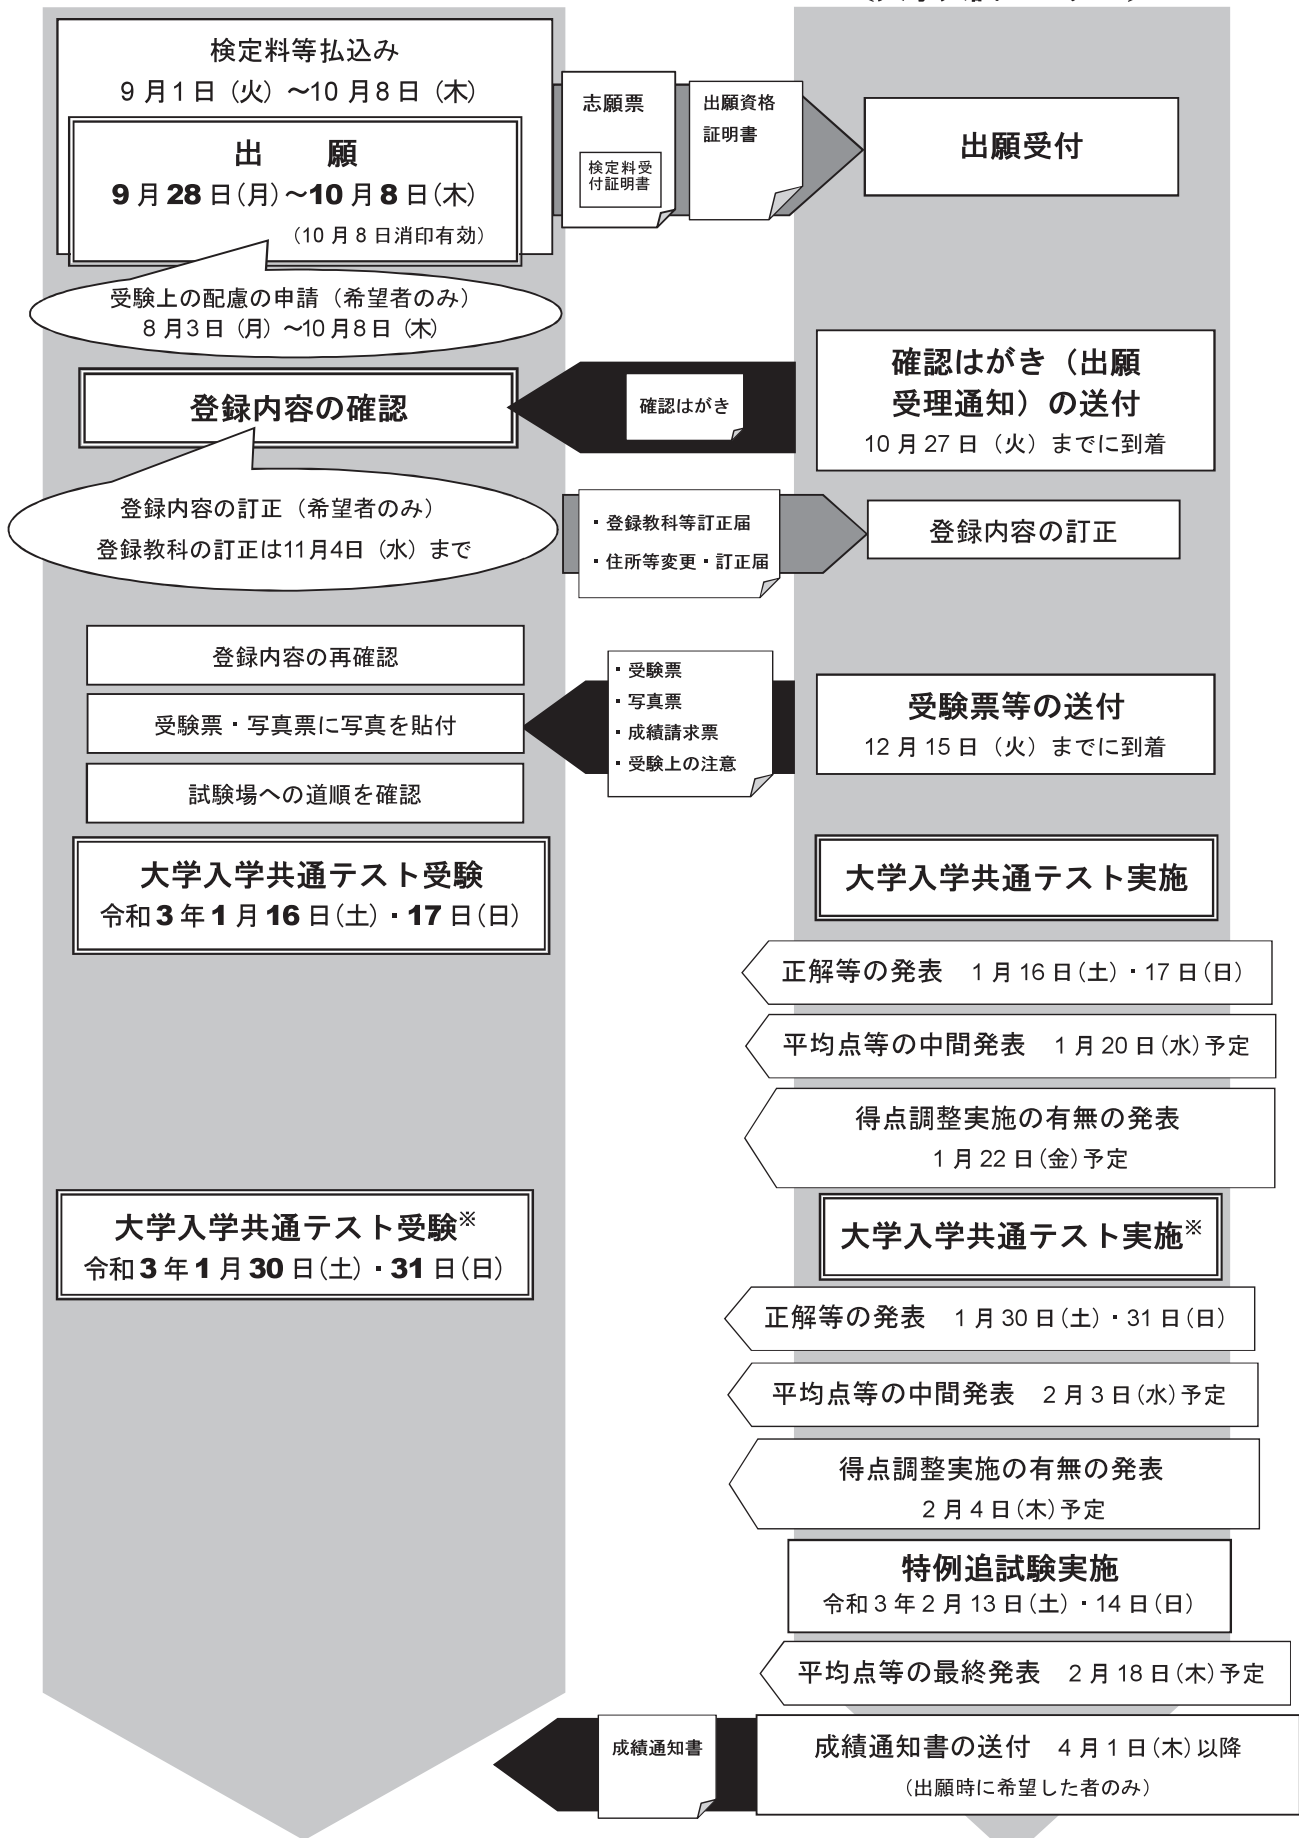 検定料等払込み
9月1日（火）～10月8日（木）
出　　願
9月28日（月）～10月8日（木）
（10月8日消印有効）
志願票
検定料受
付証明書
出願資格
証明書
出願受付
受験上の配慮の申請（希望者のみ）
8月3日（月）～10月8日（木）
確認はがき（出願
受理通知）の送付
10月27日（火）までに到着
確認はがき
登録内容の確認
登録内容の訂正（希望者のみ）
登録教科の訂正は11月4日（水）まで
・登録教科等訂正届
・住所等変更・訂正届
登録内容の訂正
登録内容の再確認
受験票・写真票に写真を貼付
試験場への道順を確認
・受験票
・写真票
・成績請求票
・受験上の注意
受験票等の送付
12月15日（火）までに到着
大学入学共通テスト受験
令和3年1月16日（土）・17日（日）
大学入学共通テスト実施
正解等の発表　1月16日（土）・17日（日）
平均点等の中間発表　1月20日（水）予定
得点調整実施の有無の発表
1月22日（金）予定
大学入学共通テスト受験※
令和3年1月30日（土）・31日（日）
大学入学共通テスト実施※
正解等の発表　1月30日（土）・31日（日）
平均点等の中間発表　2月3日（水）予定
得点調整実施の有無の発表
2月4日（木）予定
特例追試験実施
令和3年2月13日（土）・14日（日）
平均点等の最終発表　2月18日（木）予定
成績通知書
成績通知書の送付　4月1日（木）以降
（出願時に希望した者のみ）